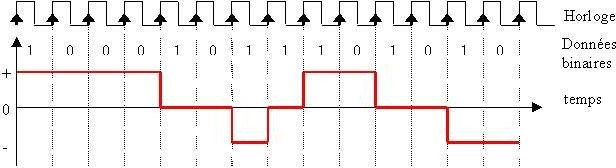 Horloge
1 0 0 0 1 0 1 1 1 0 1 0 1 0
Données
binaires
+
temps
0
-